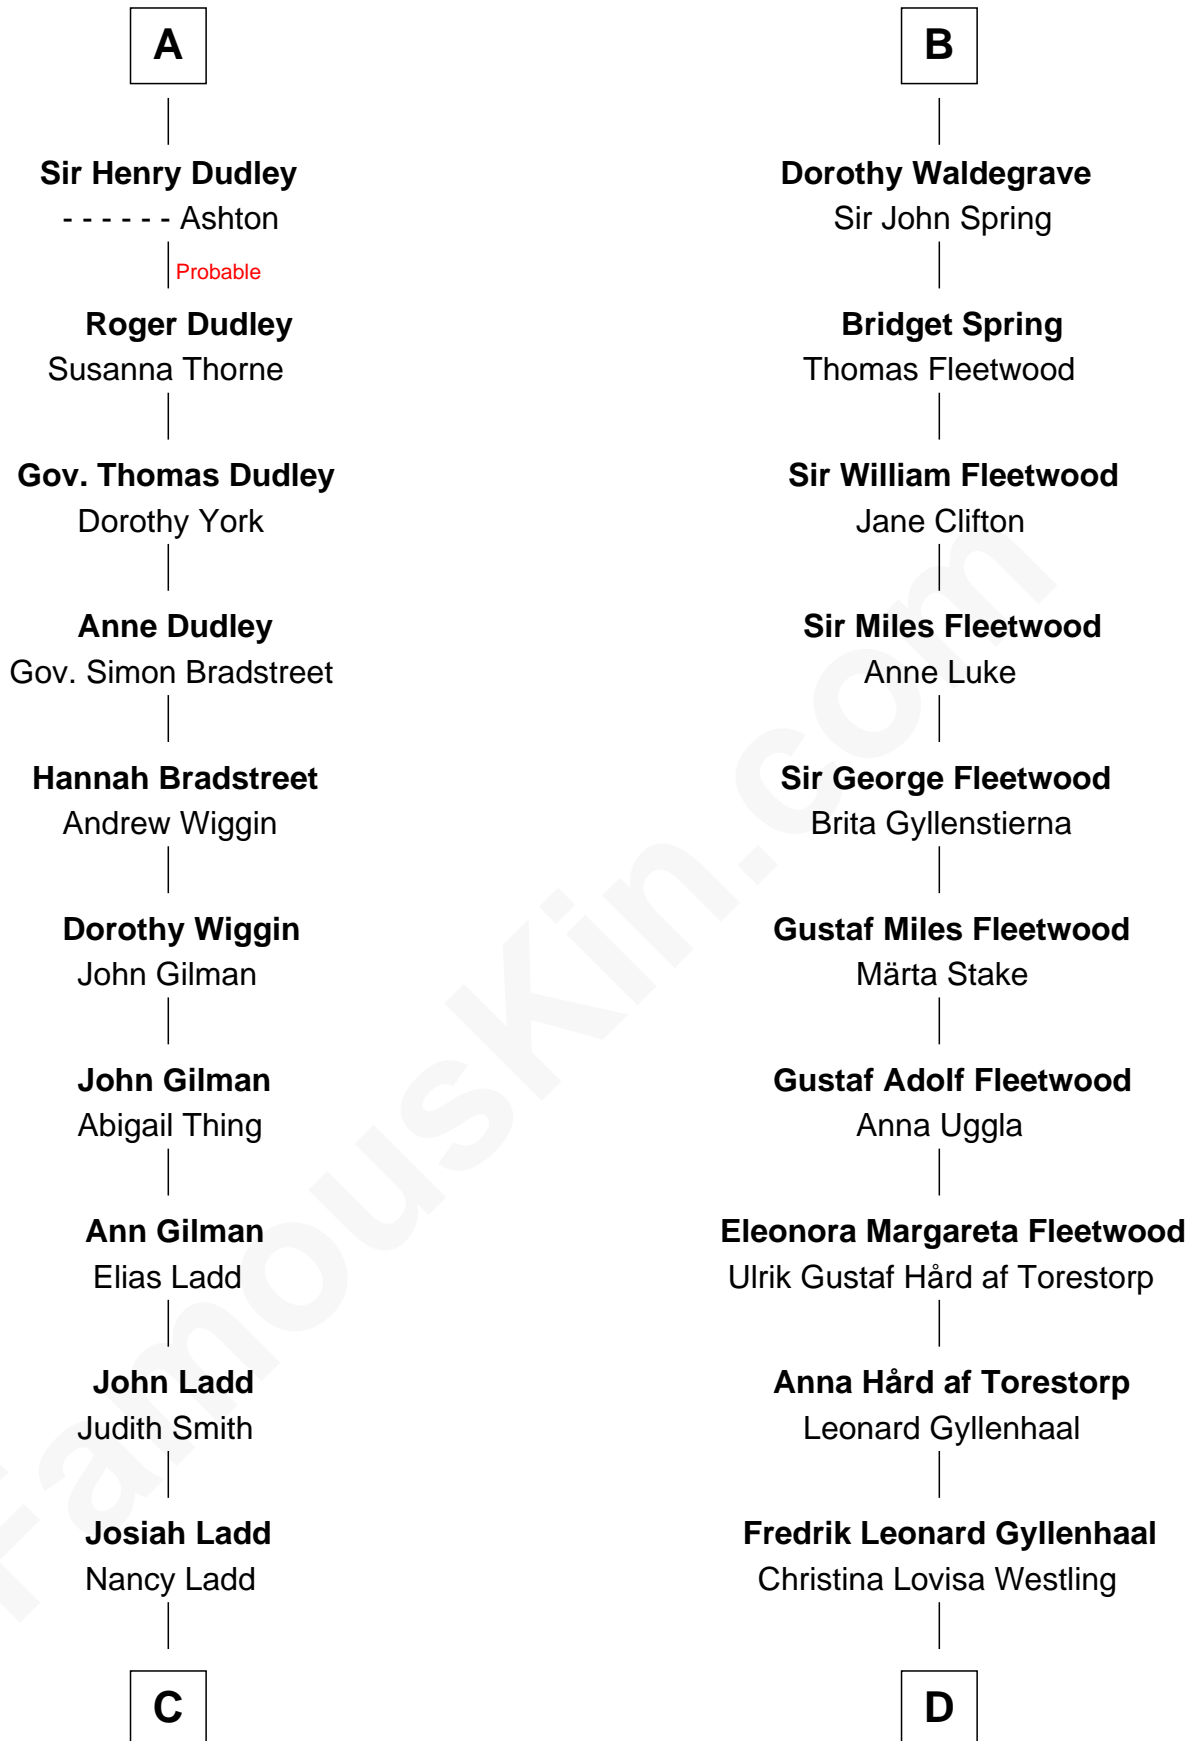 A
Sir Henry Dudley
- - - - - - Ashton
Probable
Roger Dudley
Susanna Thorne
Gov. Thomas Dudley
Dorothy York
Anne Dudley
Gov. Simon Bradstreet
Hannah Bradstreet
Andrew Wiggin
Dorothy Wiggin
John Gilman
John Gilman
Abigail Thing
Ann Gilman
Elias Ladd
John Ladd
Judith Smith
Josiah Ladd
Nancy Ladd
C
B
Dorothy Waldegrave
Sir John Spring
Bridget Spring
Thomas Fleetwood
Sir William Fleetwood
Jane Clifton
Sir Miles Fleetwood
Anne Luke
Sir George Fleetwood
Brita Gyllenstierna
Gustaf Miles Fleetwood
Märta Stake
Gustaf Adolf Fleetwood
Anna Uggla
Eleonora Margareta Fleetwood
Ulrik Gustaf Hård af Torestorp
Anna Hård af Torestorp
Leonard Gyllenhaal
Fredrik Leonard Gyllenhaal
Christina Lovisa Westling
D
FamousKin.com